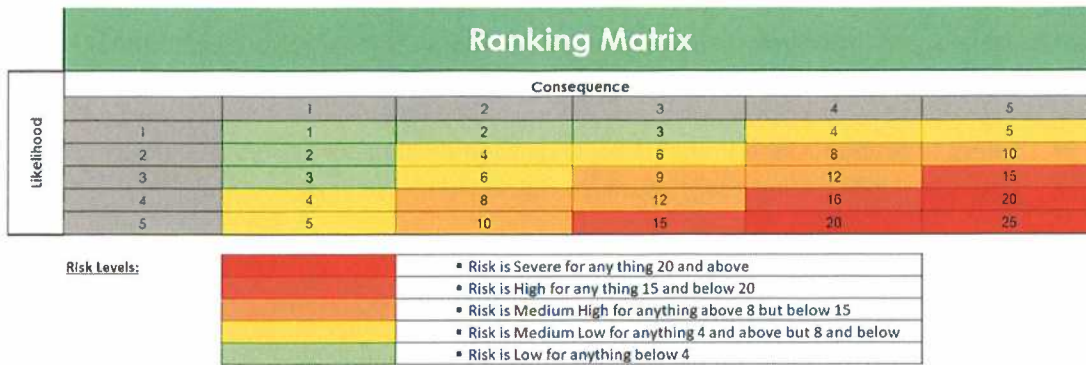 Ranking Matrix
Consequence
Likelihood
1 2 3 4 5
1 1 2 3 4 5
2 2 4 6 8 10
3 3 6 9 12 15
4 4 8 12 16 20
5 5 10 15 20 25
Risk Levels:
▪ Risk is Severe for any thing 20 and above
▪ Risk is High for any thing 15 and below 20
▪ Risk is Medium High for anything above 8 but below 15
▪ Risk is Medium Low for anything 4 and above but 8 and below
▪ Risk is Low for anything below 4